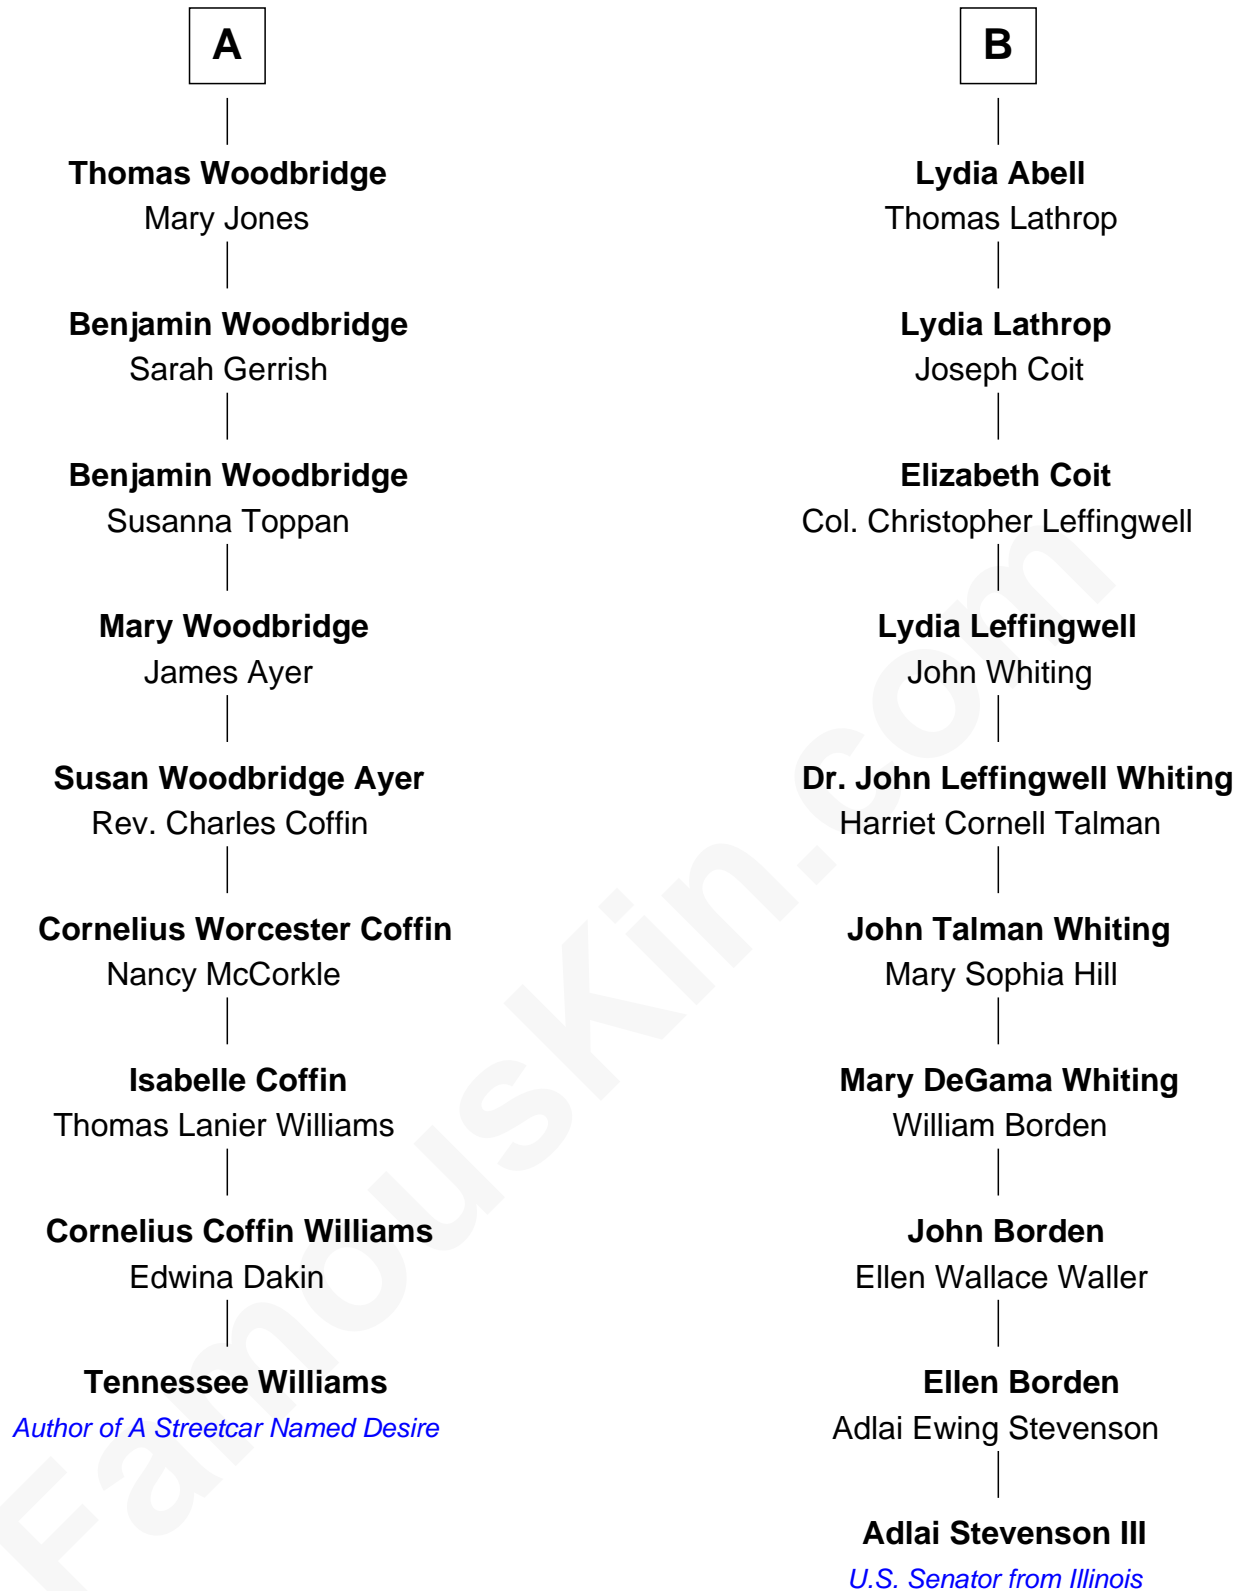 A
Thomas Woodbridge
Mary Jones
Benjamin Woodbridge
Sarah Gerrish
Benjamin Woodbridge
Susanna Toppan
Mary Woodbridge
James Ayer
Susan Woodbridge Ayer
Rev. Charles Coffin
Cornelius Worcester Coffin
Nancy McCorkle
Isabelle Coffin
Thomas Lanier Williams
Cornelius Coffin Williams
Edwina Dakin
Tennessee Williams
Author of A Streetcar Named Desire
B
Lydia Abell
Thomas Lathrop
Lydia Lathrop
Joseph Coit
Elizabeth Coit
Col. Christopher Leffingwell
Lydia Leffingwell
John Whiting
Dr. John Leffingwell Whiting
Harriet Cornell Talman
John Talman Whiting
Mary Sophia Hill
Mary DeGama Whiting
William Borden
John Borden
Ellen Wallace Waller
Ellen Borden
Adlai Ewing Stevenson
Adlai Stevenson III
U.S. Senator from Illinois
FamousKin.com